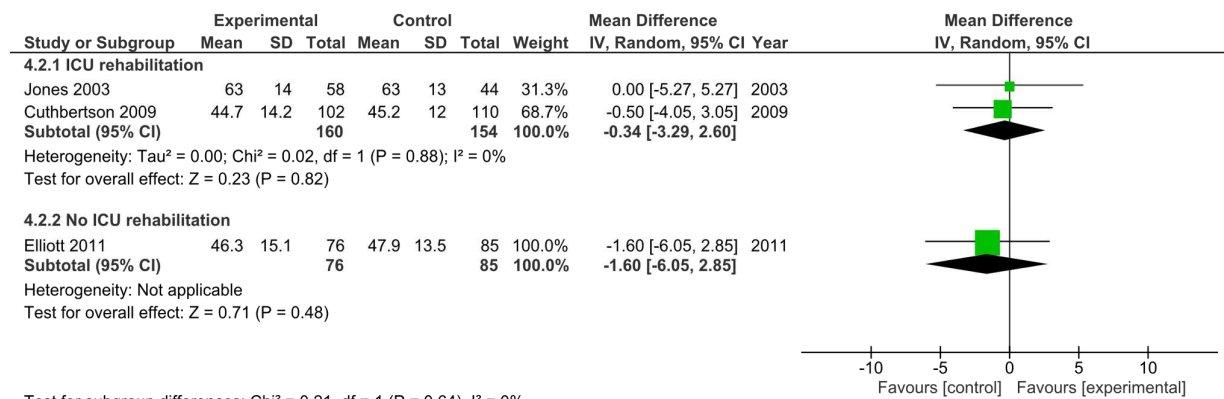 Experimental Control Mean Difference Mean Difference
Study or Subgroup Mean SD Total Mean SD Total Weight IV, Random, 95% CI Year IV, Random, 95% CI
4.2.1 ICU rehabilitation
Jones 2003 63 14 58 63 13 44 31.3% 0.00 [-5.27, 5.27] 2003
Cuthbertson 2009 44.7 14.2 102 45.2 12 110 68.7% -0.50 [-4.05, 3.05] 2009
Subtotal (95% CI) 160 154 100.0% -0.34 [-3.29, 2.60]
Heterogeneity: Tau² = 0.00; Chi² = 0.02, df = 1 (P = 0.88); I² = 0%
Test for overall effect: Z = 0.23 (P = 0.82)
4.2.2 No ICU rehabilitation
Elliott 2011 46.3 15.1 76 47.9 13.5 85 100.0% -1.60 [-6.05, 2.85] 2011
Subtotal (95% CI) 76 85 100.0% -1.60 [-6.05, 2.85]
Heterogeneity: Not applicable
Test for overall effect: Z = 0.71 (P = 0.48)
-10 -5 0 5 10
Favours [control] Favours [experimental]
Test for subgroup differences: Chi² = 0.21, df = 1 (P = 0.64), I² = 0%